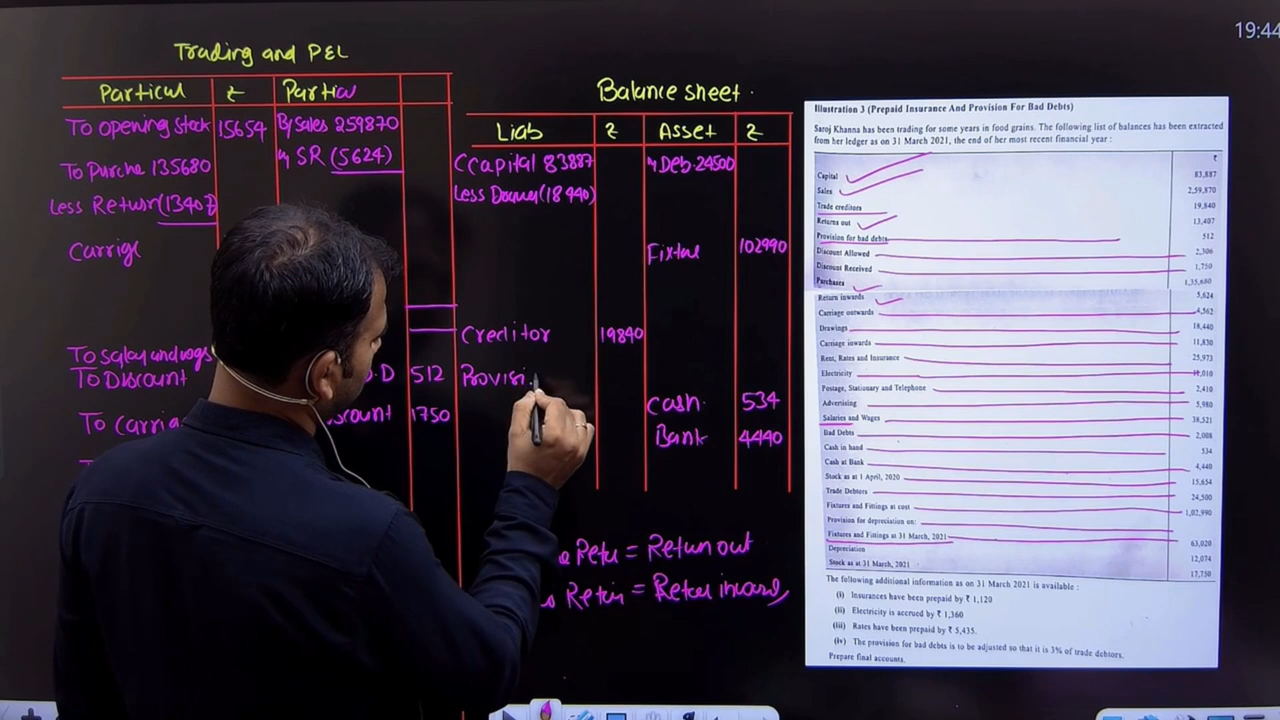 19:44
Trading and P&L
Particul ₹ Particu
To opening stock 15654 By Sales 259870
To Purche 135680 By SR (5624)
Less Return (13407)
Carrige
To Salary and wages
To Discount 512
To Carria 1750
Balance sheet
Liab ₹ Asset ₹
Capital 83887 Deb. 24500
Less (18440)
Fixture 102990
Creditor 19840
Provisi
Cash 534
Bank 4440
= Return out
= Return inward
Illustration 3 (Prepaid Insurance And Provision For Bad Debts)
Saroj Khanna has been trading for some years in food grains. The following list of balances has been extracted
from her ledger as on 31 March 2021, the end of her most recent financial year :
₹
Capital 83,887
Sales 2,59,870
Trade creditors 19,840
Returns out 13,407
Provision for bad debts 512
Discount Allowed 2,306
Discount Received 1,750
Purchases 1,35,680
Return inwards 5,624
Carriage outwards 4,562
Drawings 18,440
Carriage inwards 11,830
Rent, Rates and Insurance 25,973
Electricity
Postage, Stationary and Telephone 2,410
Advertising 5,980
Salaries and Wages 38,521
Bad Debts 2,008
Cash in hand 534
Cash at Bank 4,440
Stock as at 1 April, 2020 15,654
Trade Debtors 24,500
Fixtures and Fittings at cost 1,02,990
Provision for depreciation on:
Fixtures and Fittings at 31 March, 2021 63,020
Depreciation 12,074
Stock as at 31 March, 2021 17,750
The following additional information as on 31 March 2021 is available :
(i) Insurances have been prepaid by ₹ 1,120
(ii) Electricity is accrued by ₹ 1,360
(iii) Rates have been prepaid by ₹ 5,435.
(iv) The provision for bad debts is to be adjusted so that it is 3% of trade debtors.
Prepare final accounts.